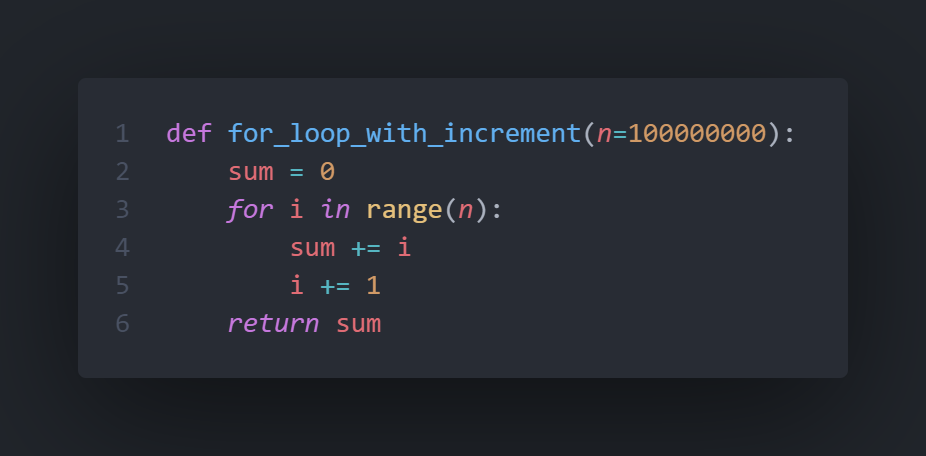 1 def for_loop_with_increment(n=100000000):
2     sum = 0
3     for i in range(n):
4         sum += i
5         i += 1
6     return sum